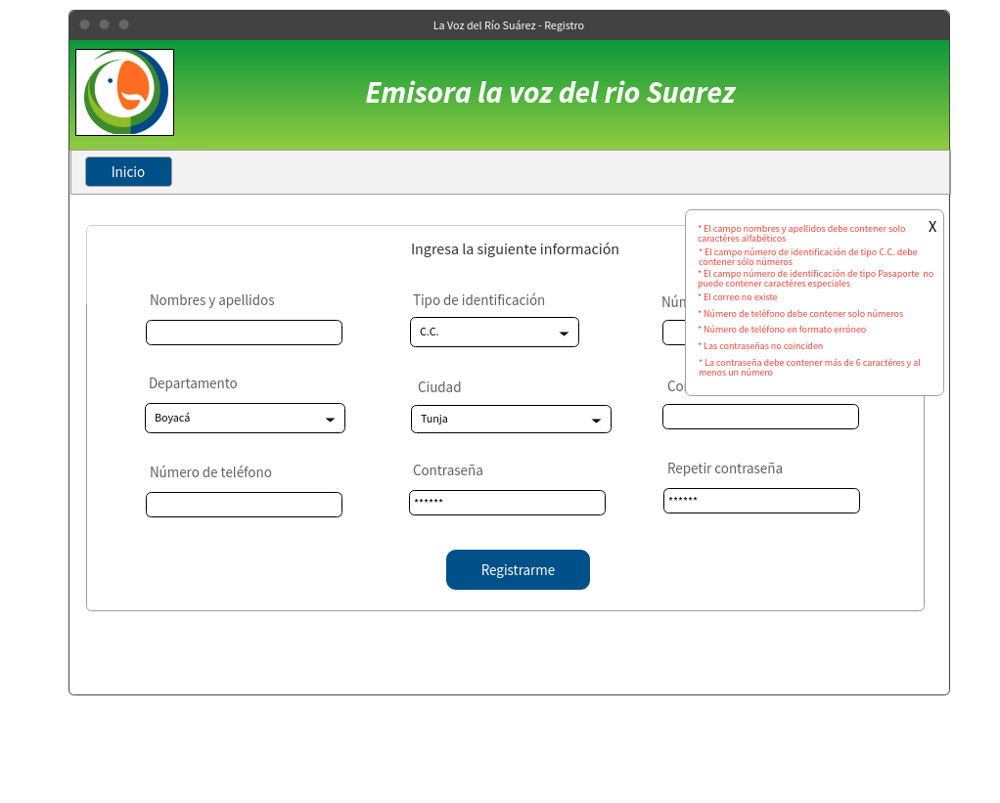 La Voz del Río Suárez - Registro
Emisora la voz del rio Suarez
Inicio
X
* El campo nombres y apellidos debe contener solo
caractéres alfabéticos
* El campo número de identificación de tipo C.C. debe
contener sólo números
* El campo número de identificación de tipo Pasaporte no
puede contener caractéres especiales
* El correo no existe
* Número de teléfono debe contener solo números
* Número de teléfono en formato erróneo
* Las contraseñas no coinciden
* La contraseña debe contener más de 6 caractéres y al
menos un número
Ingresa la siguiente información
Nombres y apellidos
Tipo de identificación
C.C.
Departamento
Boyacá
Ciudad
Tunja
Número de teléfono
Contraseña
******
Repetir contraseña
******
Registrarme